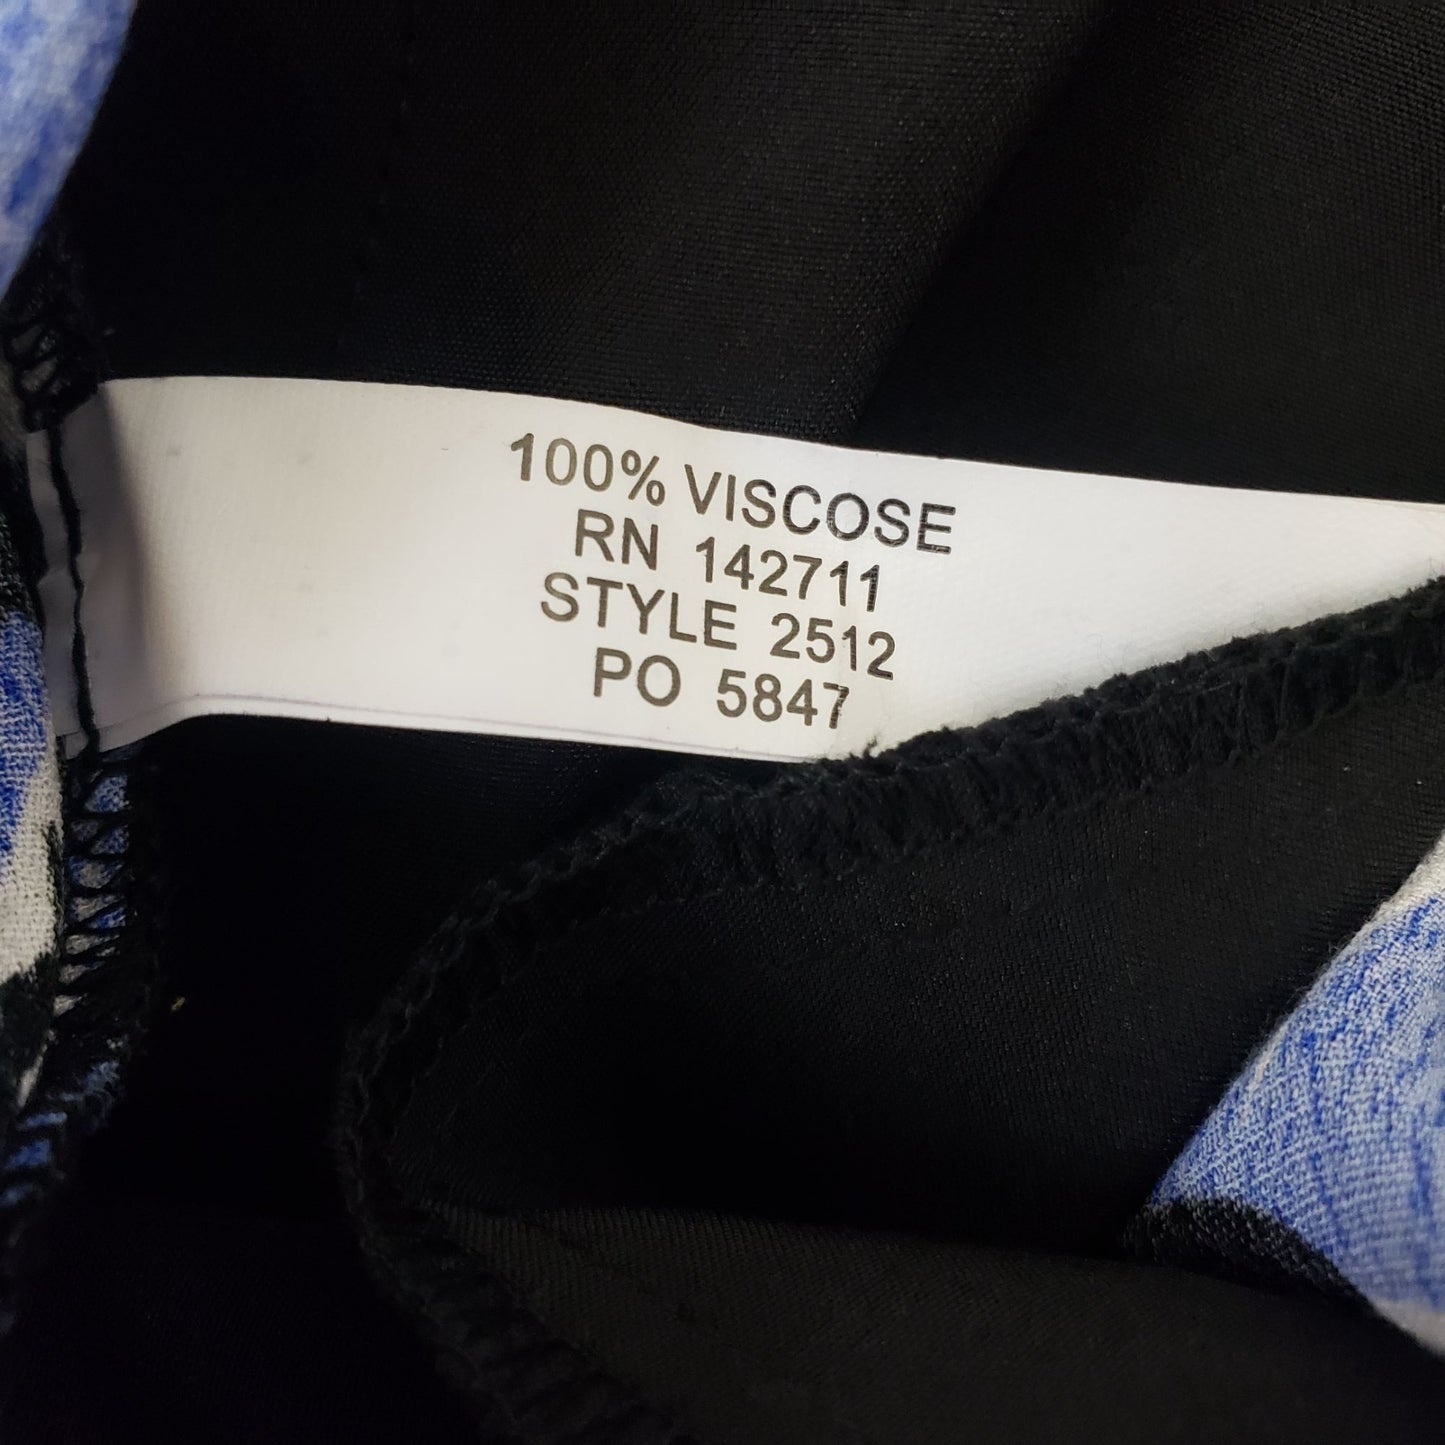 100% VISCOSE
RN 142711
STYLE 2512
PO 5847